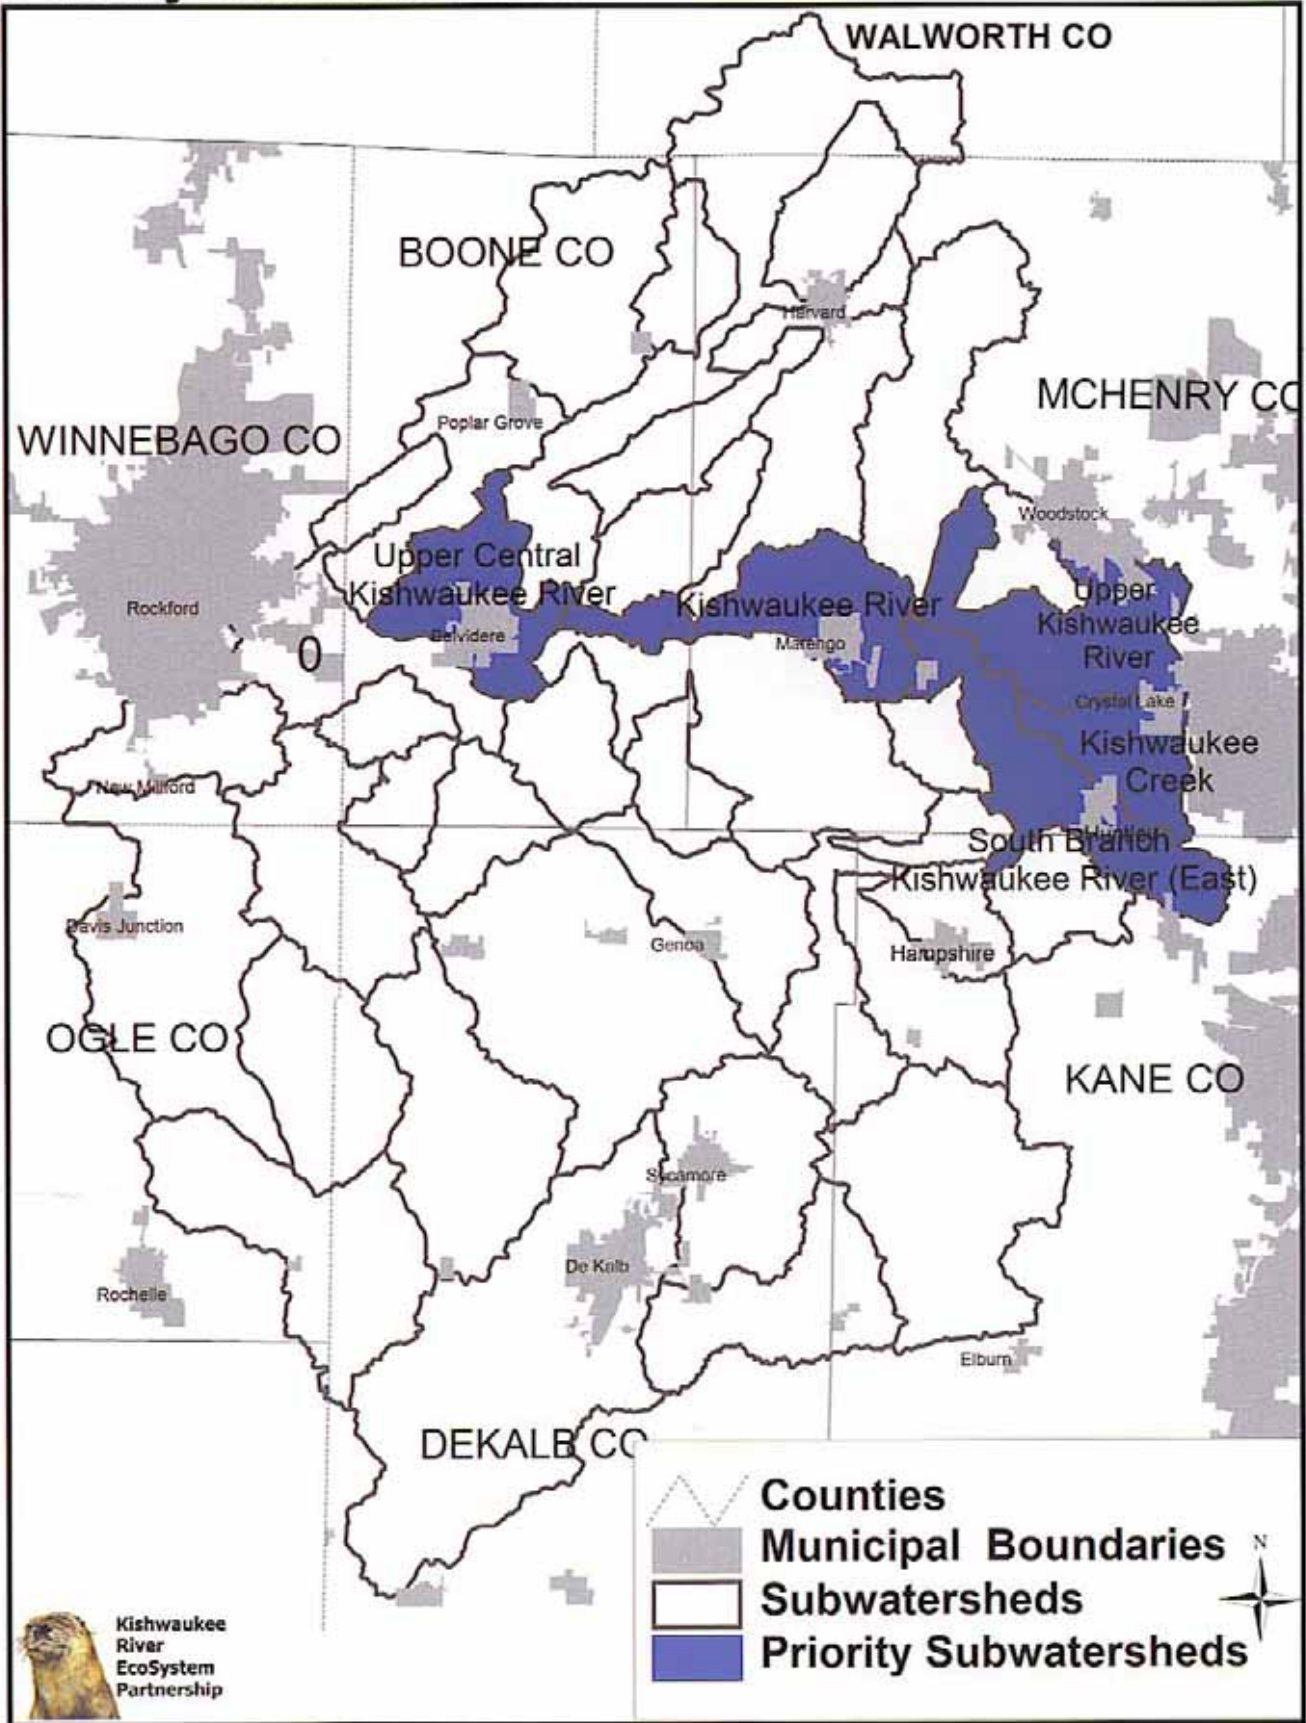 WALWORTH CO
BOONE CO
Harvard
MCHENRY CO
Poplar Grove
WINNEBAGO CO
Woodstock
Upper Central
Kishwaukee River
Upper
Kishwaukee
River
Kishwaukee River
Rockford
Belvidere
Marengo
0
Crystal Lake
Kishwaukee
Creek
New Milford
Huntley
South Branch
Kishwaukee River (East)
Davis Junction
Genoa
Hampshire
OGLE CO
KANE CO
Sycamore
De Kalb
Rochelle
Elburn
DEKALB CO
Counties
Municipal Boundaries
Subwatersheds
Priority Subwatersheds
N
Kishwaukee
River
EcoSystem
Partnership